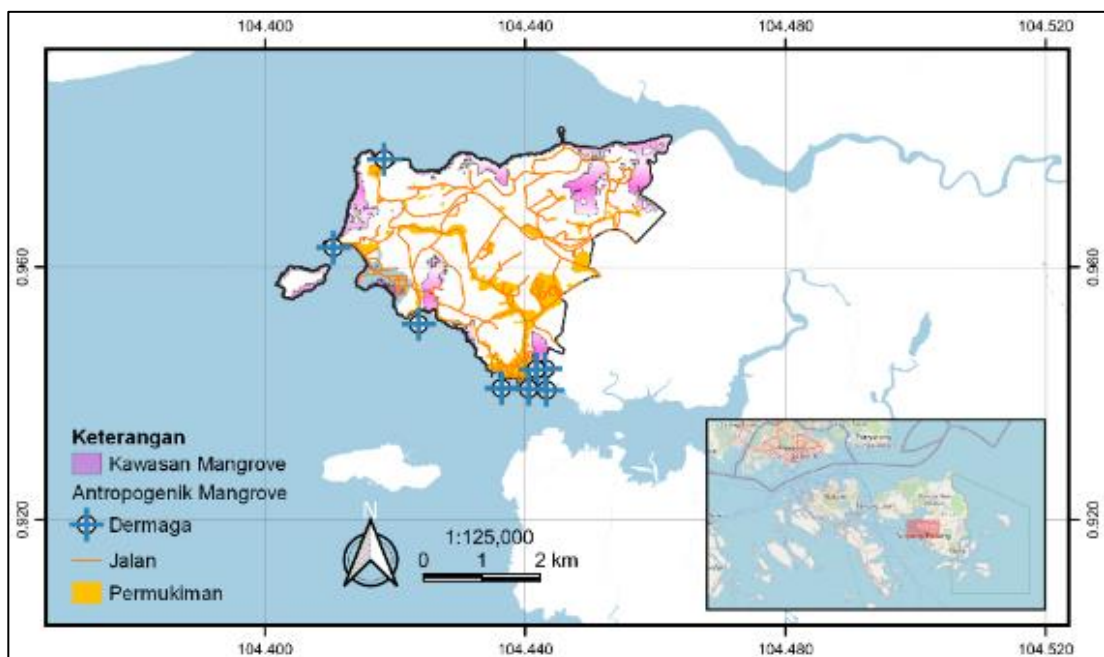 104.400 104.440 104.480 104.520
0.960 0.960
Keterangan
Kawasan Mangrove
Antropogenik Mangrove
Dermaga
Jalan
Permukiman
N
1:125,000
0 1 2 km
0.920 0.920
104.400 104.440 104.480 104.520